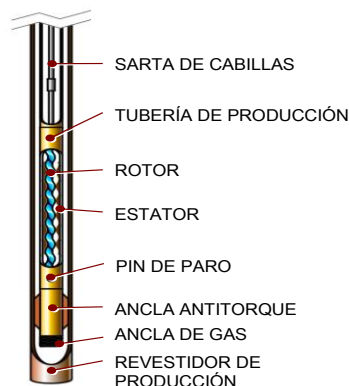 SARTA DE CABILLAS
TUBERÍA DE PRODUCCIÓN
ROTOR
ESTATOR
PIN DE PARO
ANCLA ANTITORQUE
ANCLA DE GAS
REVESTIDOR DE
PRODUCCIÓN